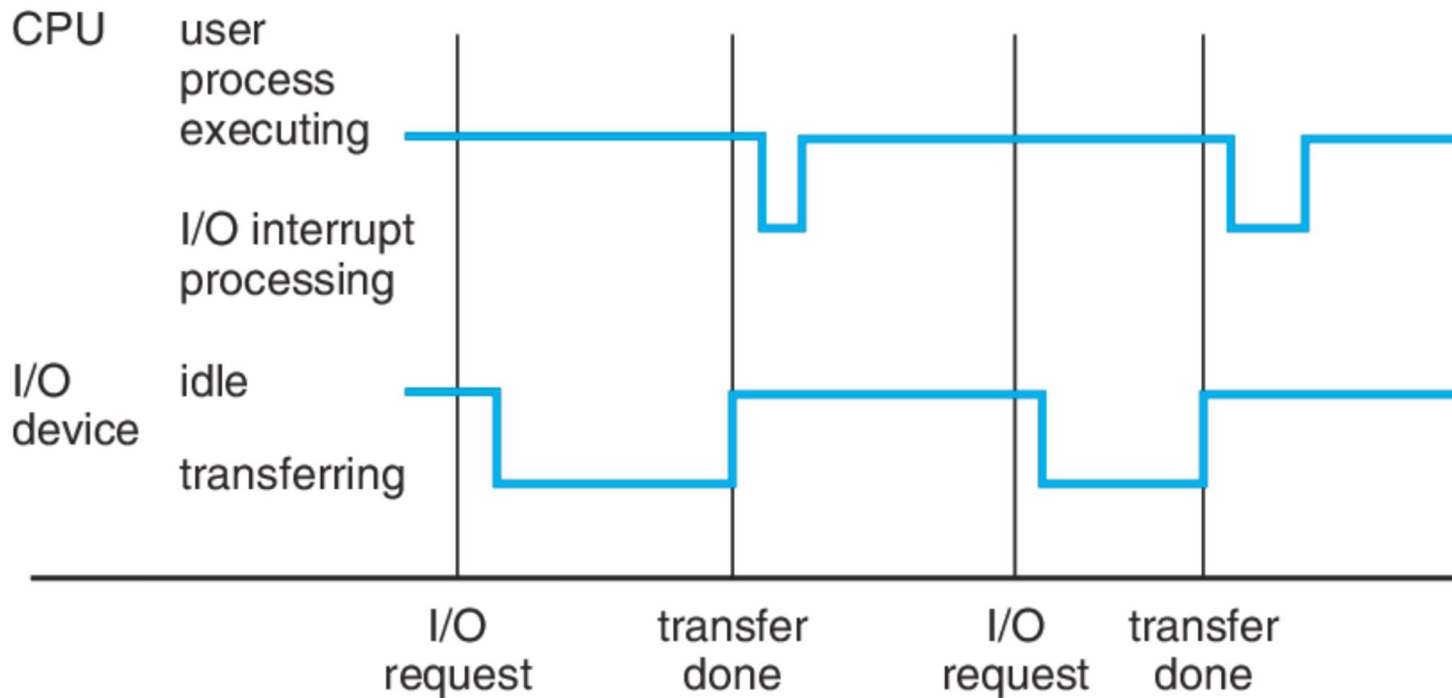 CPU
user
process
executing
I/O interrupt
processing
I/O
device
idle
transferring
I/O
request
transfer
done
I/O
request
transfer
done